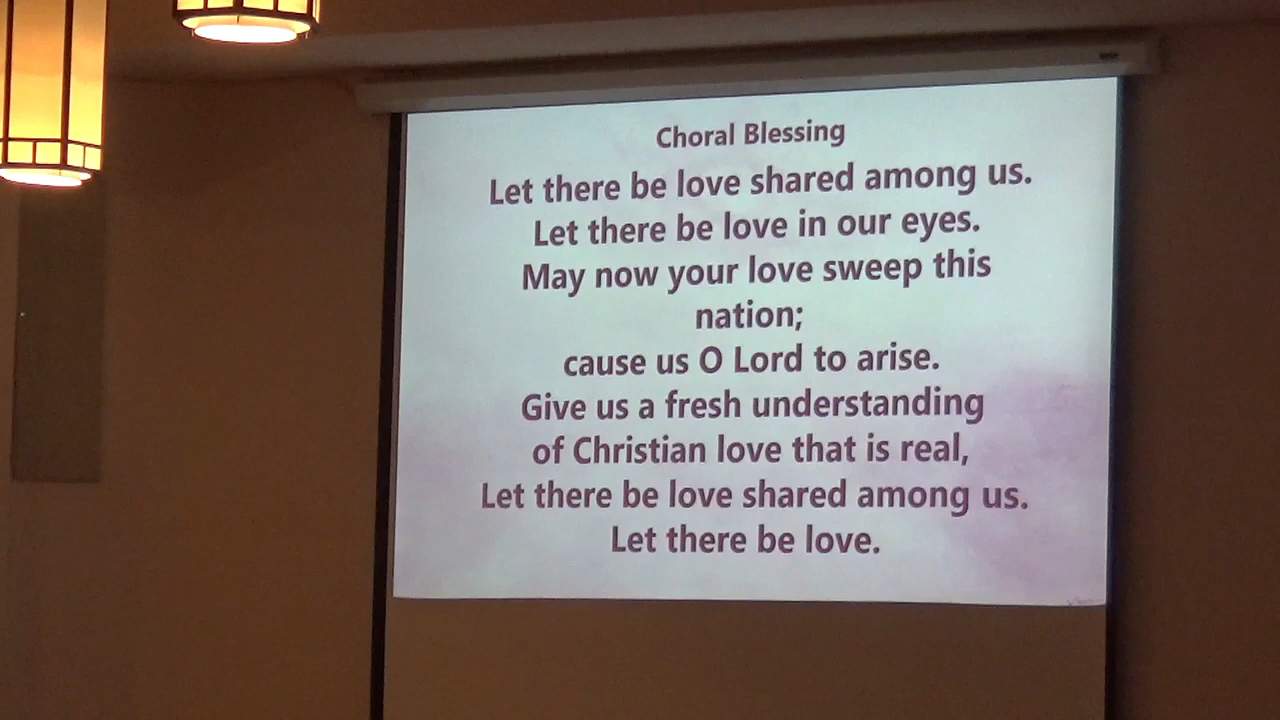 Choral Blessing
Let there be love shared among us.
Let there be love in our eyes.
May now your love sweep this
nation;
cause us O Lord to arise.
Give us a fresh understanding
of Christian love that is real,
Let there be love shared among us.
Let there be love.